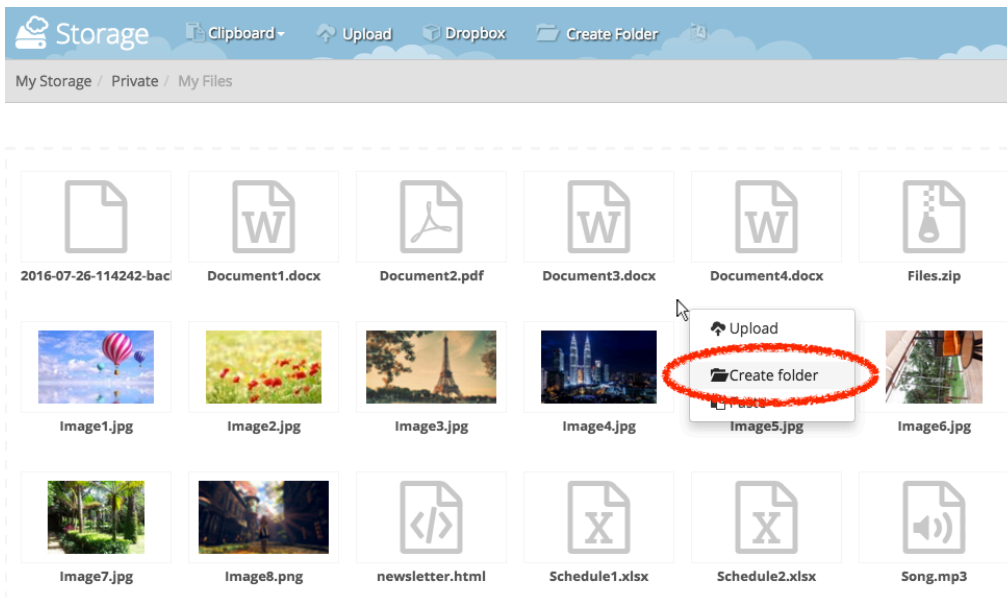 Storage Clipboard Upload Dropbox Create Folder
My Storage / Private / My Files
2016-07-26-114242-bac Document1.docx Document2.pdf Document3.docx Document4.docx Files.zip
Upload
Create folder
Paste
Image1.jpg Image2.jpg Image3.jpg Image4.jpg Image5.jpg Image6.jpg
Image7.jpg Image8.png newsletter.html Schedule1.xlsx Schedule2.xlsx Song.mp3